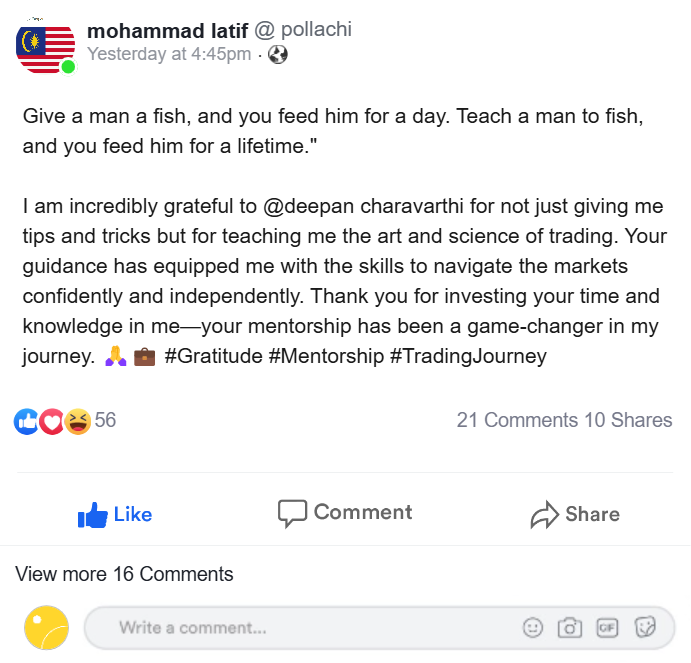 mohammad latif @ pollachi
Yesterday at 4:45pm ·
Give a man a fish, and you feed him for a day. Teach a man to fish,
and you feed him for a lifetime."
I am incredibly grateful to @deepan charavarthi for not just giving me
tips and tricks but for teaching me the art and science of trading. Your
guidance has equipped me with the skills to navigate the markets
confidently and independently. Thank you for investing your time and
knowledge in me—your mentorship has been a game-changer in my
journey. 🙏 💼 #Gratitude #Mentorship #TradingJourney
56 21 Comments 10 Shares
Like Comment Share
View more 16 Comments
Write a comment... GIF